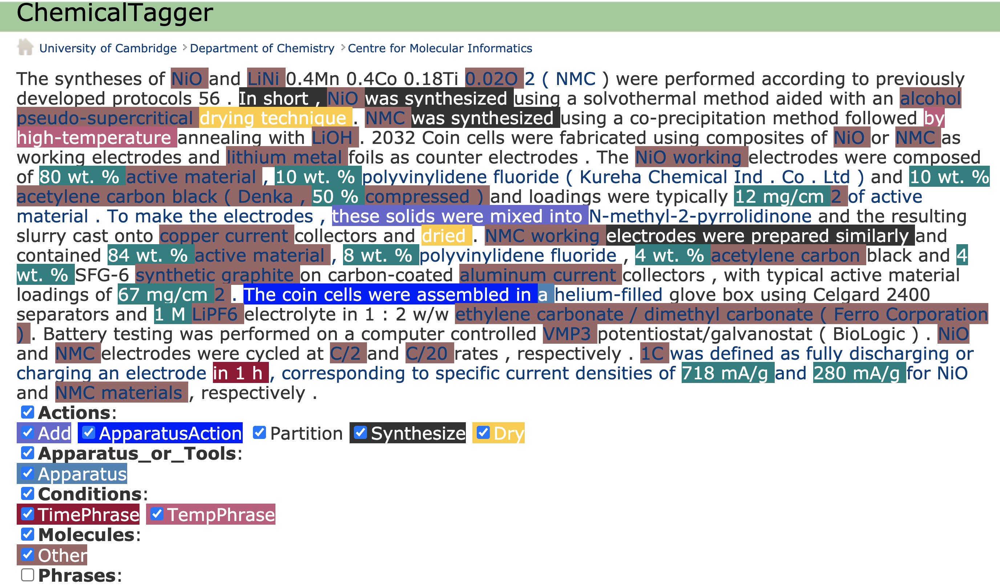 ChemicalTagger
University of Cambridge > Department of Chemistry > Centre for Molecular Informatics
The syntheses of NiO and LiNi 0.4Mn 0.4Co 0.18Ti 0.02O 2 ( NMC ) were performed according to previously
developed protocols 56 . In short , NiO was synthesized using a solvothermal method aided with an alcohol
pseudo-supercritical drying technique . NMC was synthesized using a co-precipitation method followed by
high-temperature annealing with LiOH . 2032 Coin cells were fabricated using composites of NiO or NMC as
working electrodes and lithium metal foils as counter electrodes . The NiO working electrodes were composed
of 80 wt. % active material , 10 wt. % polyvinylidene fluoride ( Kureha Chemical Ind . Co . Ltd ) and 10 wt. %
acetylene carbon black ( Denka , 50 % compressed ) and loadings were typically 12 mg/cm 2 of active
material . To make the electrodes , these solids were mixed into N-methyl-2-pyrrolidinone and the resulting
slurry cast onto copper current collectors and dried . NMC working electrodes were prepared similarly and
contained 84 wt. % active material , 8 wt. % polyvinylidene fluoride , 4 wt. % acetylene carbon black and 4
wt. % SFG-6 synthetic graphite on carbon-coated aluminum current collectors , with typical active material
loadings of 67 mg/cm 2 . The coin cells were assembled in a helium-filled glove box using Celgard 2400
separators and 1 M LiPF6 electrolyte in 1 : 2 w/w ethylene carbonate / dimethyl carbonate ( Ferro Corporation
) . Battery testing was performed on a computer controlled VMP3 potentiostat/galvanostat ( BioLogic ) . NiO
and NMC electrodes were cycled at C/2 and C/20 rates , respectively . 1C was defined as fully discharging or
charging an electrode in 1 h , corresponding to specific current densities of 718 mA/g and 280 mA/g for NiO
and NMC materials , respectively .
Actions:
Add ApparatusAction Partition Synthesize Dry
Apparatus_or_Tools:
Apparatus
Conditions:
TimePhrase TempPhrase
Molecules:
Other
Phrases: